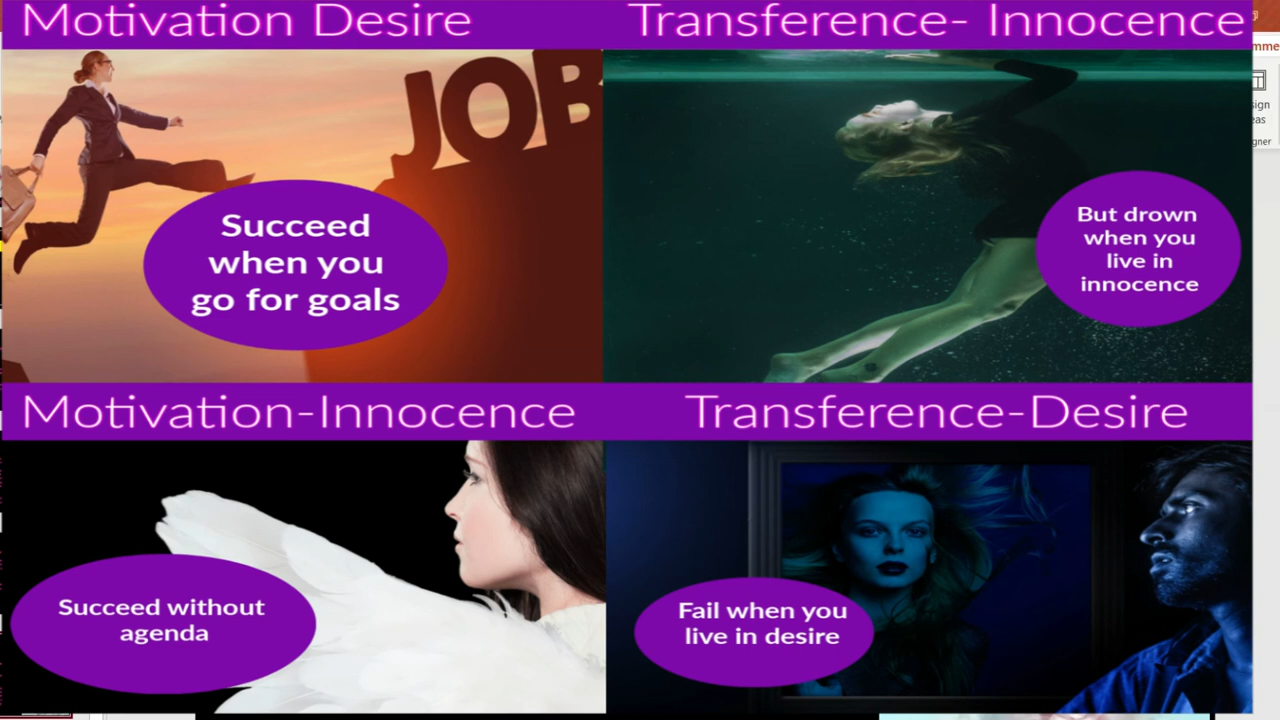 Motivation Desire
Transference- Innocence
JOB
Succeed
when you
go for goals
But drown
when you
live in
innocence
Motivation-Innocence
Transference-Desire
Succeed without
agenda
Fail when you
live in desire